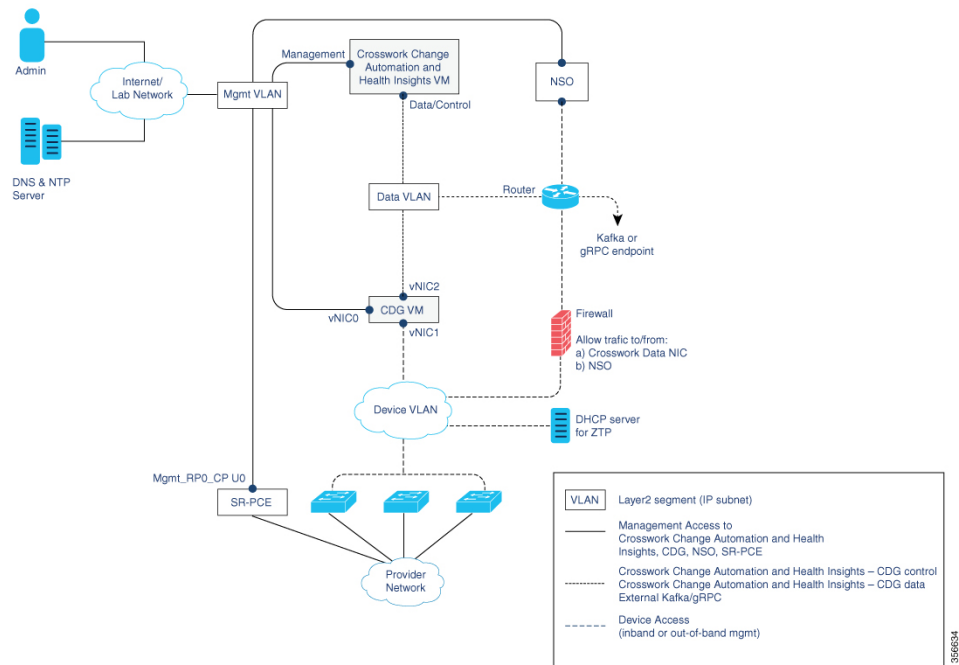 Admin
Internet/
Lab Network
DNS & NTP
Server
Mgmt VLAN
Management
Crosswork Change
Automation and
Health Insights VM
Data/Control
NSO
Data VLAN
Router
Kafka or
gRPC endpoint
vNIC2
CDG VM
vNIC0
vNIC1
Firewall
Allow trafic to/from:
a) Crosswork Data NIC
b) NSO
Device VLAN
DHCP server
for ZTP
Mgmt_RP0_CP U0
SR-PCE
Provider
Network
VLAN
Layer2 segment (IP subnet)
Management Access to
Crosswork Change Automation and Health
Insights, CDG, NSO, SR-PCE
Crosswork Change Automation and Health Insights – CDG control
Crosswork Change Automation and Health Insights – CDG data
External Kafka/gRPC
Device Access
(inband or out-of-band mgmt)
356634